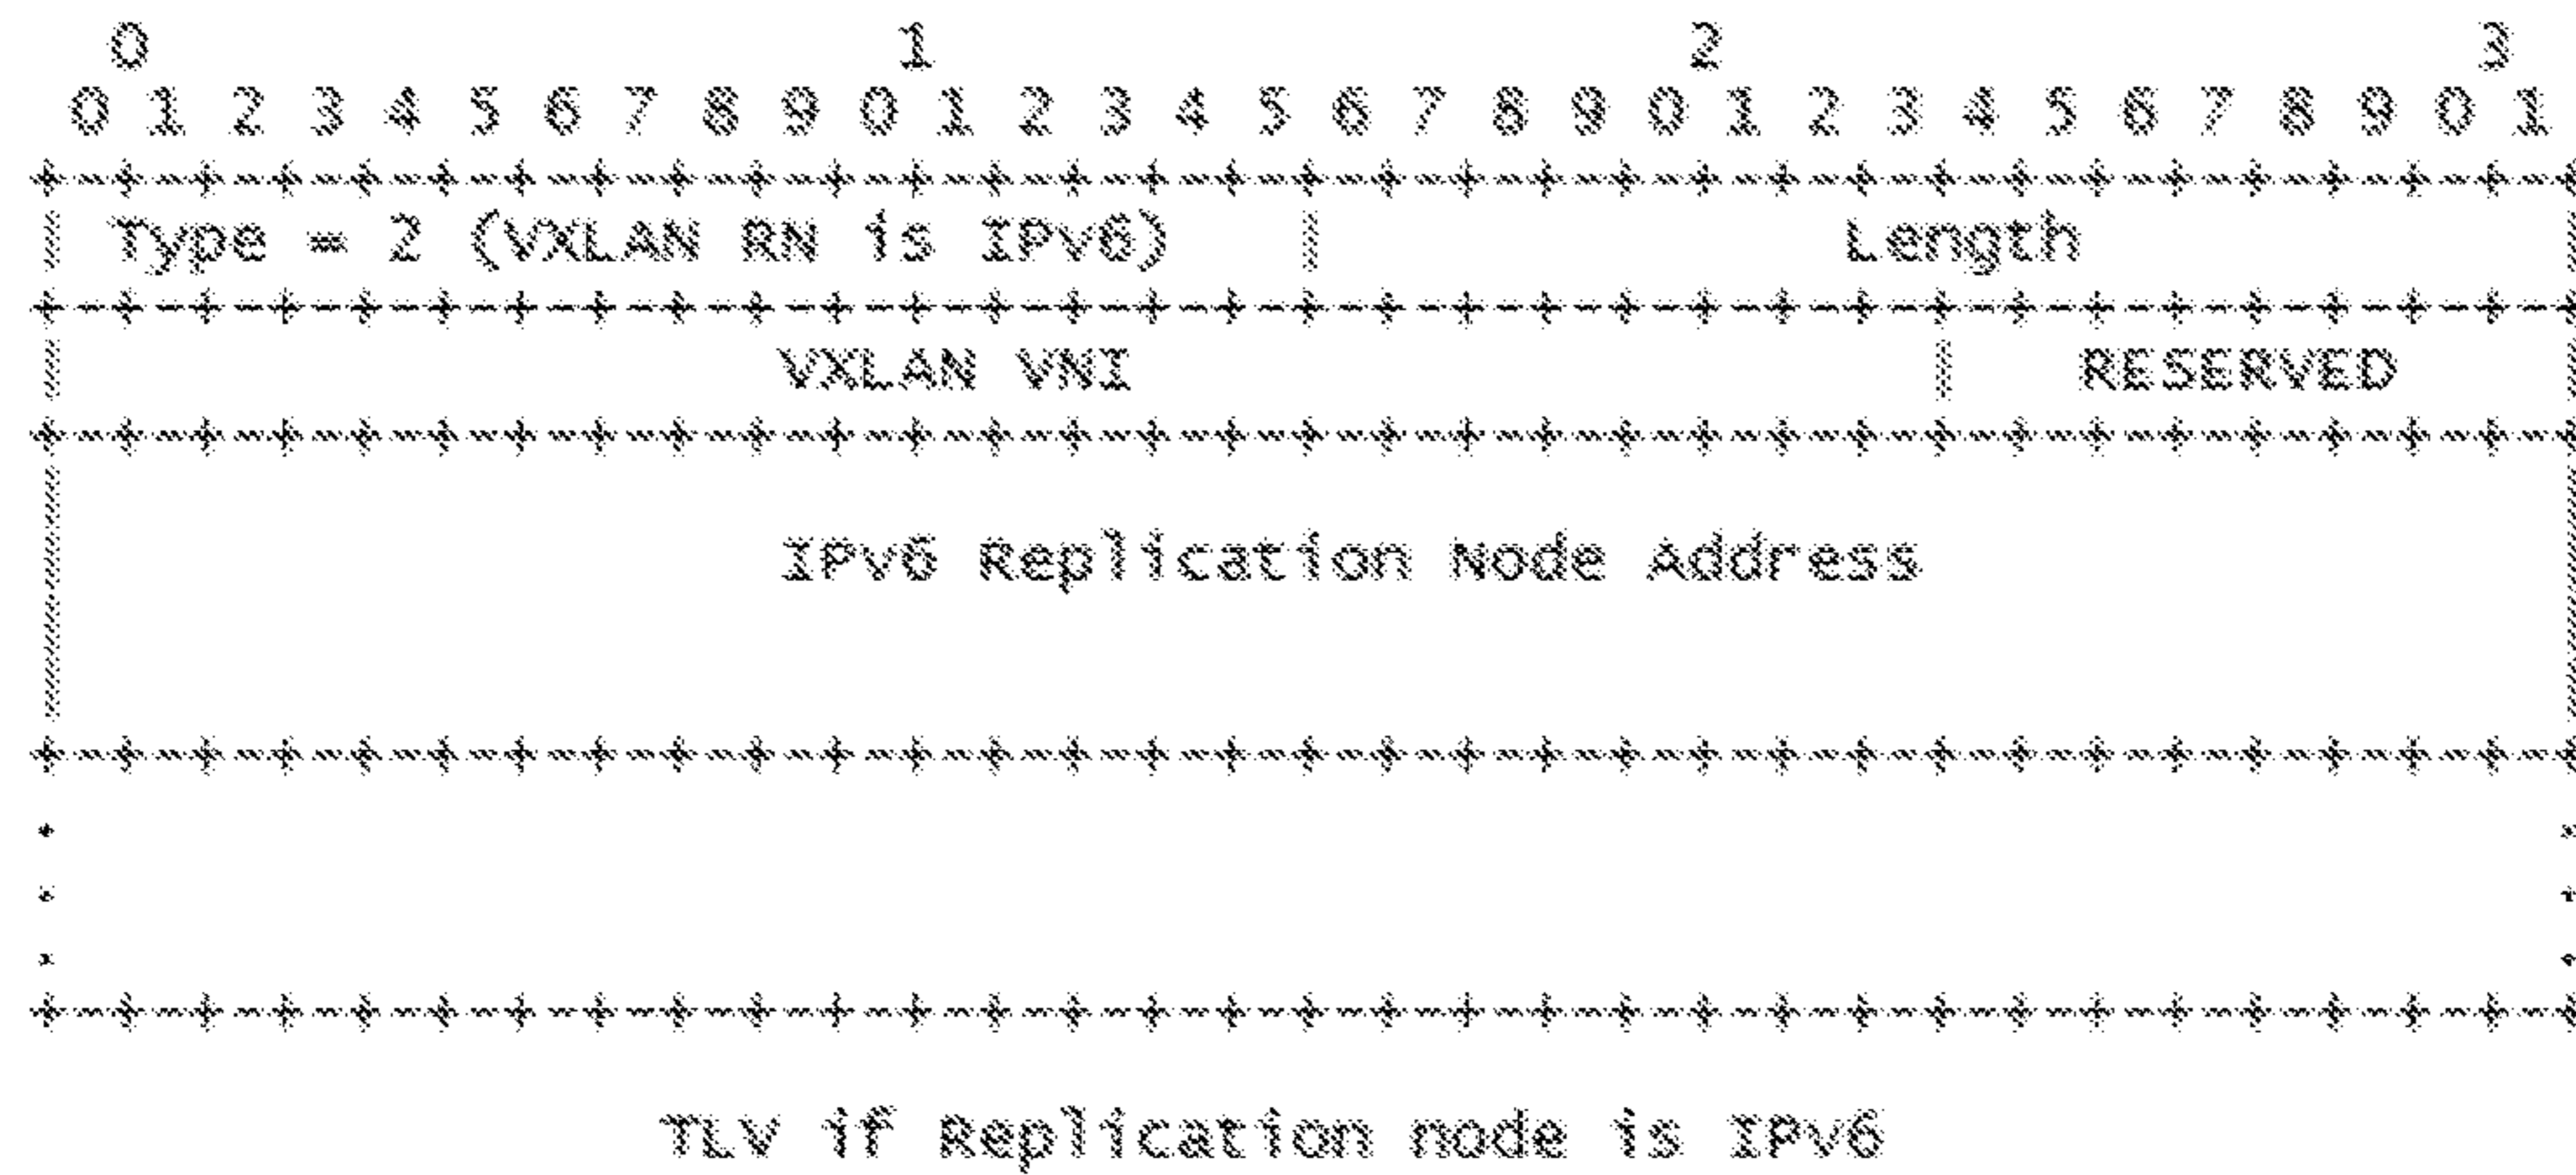 0 1 2 3
0 1 2 3 4 5 6 7 8 9 0 1 2 3 4 5 6 7 8 9 0 1 2 3 4 5 6 7 8 9 0 1
+-+-+-+-+-+-+-+-+-+-+-+-+-+-+-+-+-+-+-+-+-+-+-+-+-+-+-+-+-+-+-+-+
| Type = 2 (VXLAN RN is IPv6) | Length |
+-+-+-+-+-+-+-+-+-+-+-+-+-+-+-+-+-+-+-+-+-+-+-+-+-+-+-+-+-+-+-+-+
| VXLAN VNI | RESERVED |
+-+-+-+-+-+-+-+-+-+-+-+-+-+-+-+-+-+-+-+-+-+-+-+-+-+-+-+-+-+-+-+-+
| IPv6 Replication Node Address |
+-+-+-+-+-+-+-+-+-+-+-+-+-+-+-+-+-+-+-+-+-+-+-+-+-+-+-+-+-+-+-+-+
. .
. .
. .
+-+-+-+-+-+-+-+-+-+-+-+-+-+-+-+-+-+-+-+-+-+-+-+-+-+-+-+-+-+-+-+-+
TLV if Replication node is IPv6